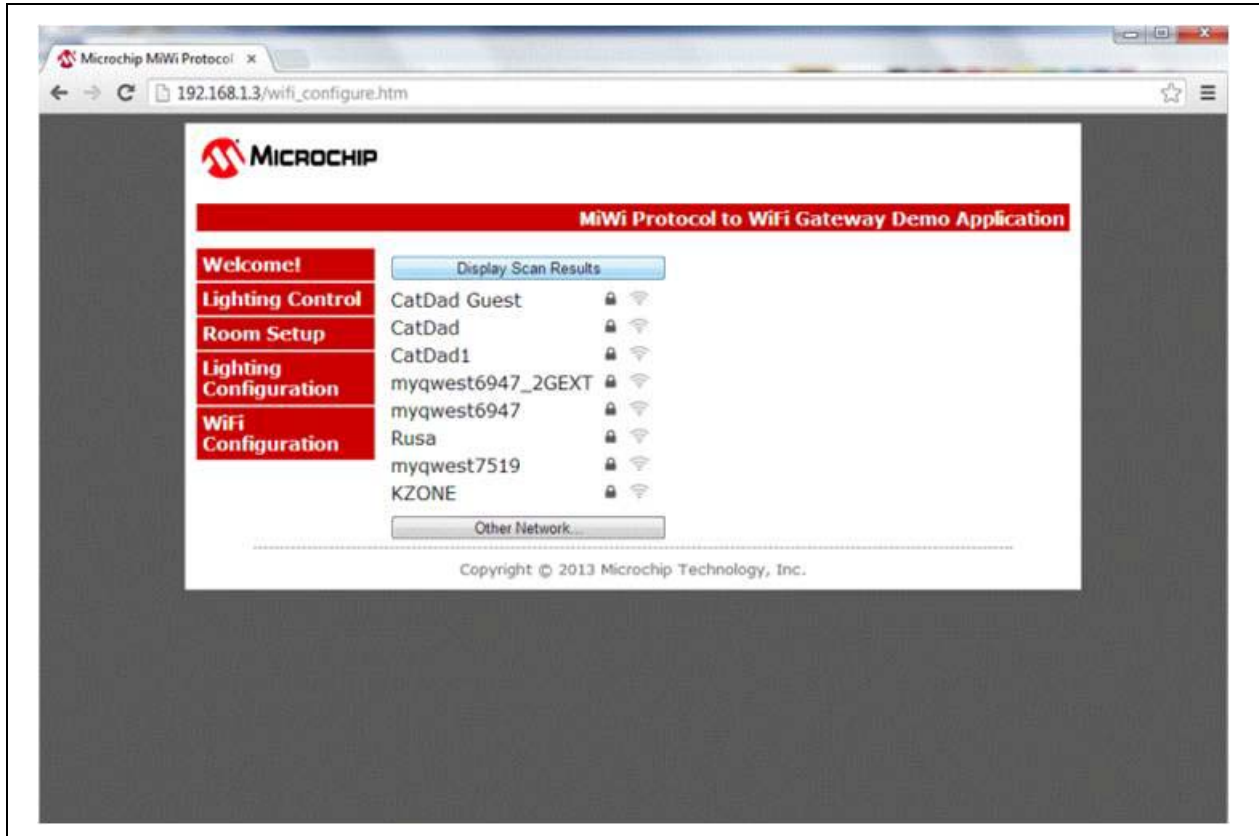 Microchip MiWi Protocol
192.168.1.3/wifi_configure.htm
MICROCHIP
MiWi Protocol to WiFi Gateway Demo Application
Welcome!
Lighting Control
Room Setup
Lighting
Configuration
WiFi
Configuration
Display Scan Results
CatDad Guest
CatDad
CatDad1
myqwest6947_2GEXT
myqwest6947
Rusa
myqwest7519
KZONE
Other Network...
Copyright © 2013 Microchip Technology, Inc.